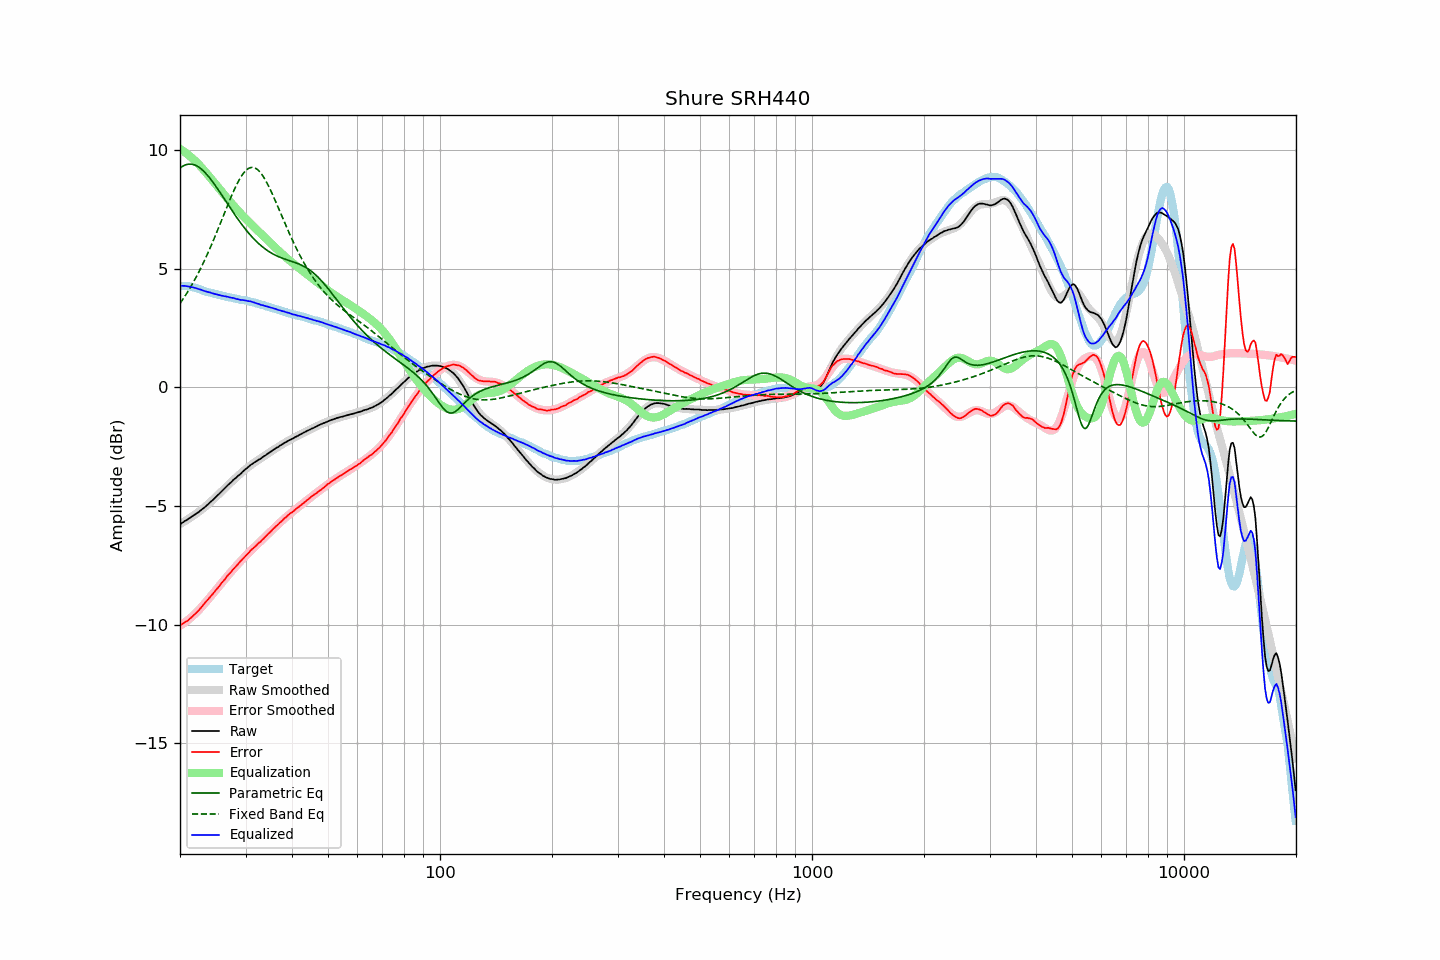 Shure SRH440
10
5
0
−5
−10
−15
Amplitude (dBr)
Target
Raw Smoothed
Error Smoothed
Raw
Error
Equalization
Parametric Eq
Fixed Band Eq
Equalized
100
1000
10000
Frequency (Hz)